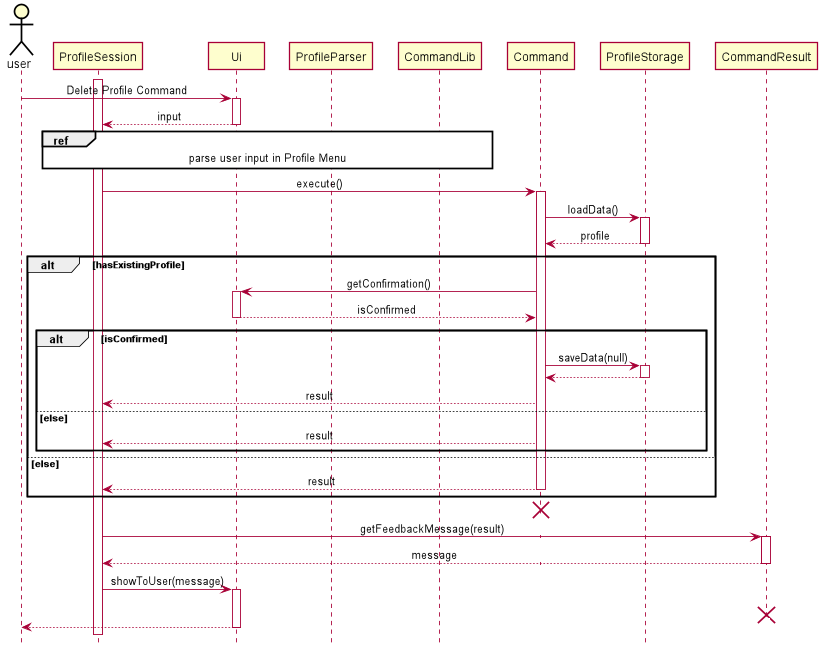 user
ProfileSession
Ui
ProfileParser
CommandLib
Command
ProfileStorage
CommandResult
Delete Profile Command
input
ref
parse user input in Profile Menu
execute()
loadData()
profile
alt
[hasExistingProfile]
getConfirmation()
isConfirmed
alt
[isConfirmed]
saveData(null)
result
[else]
result
[else]
result
getFeedbackMessage(result)
message
showToUser(message)